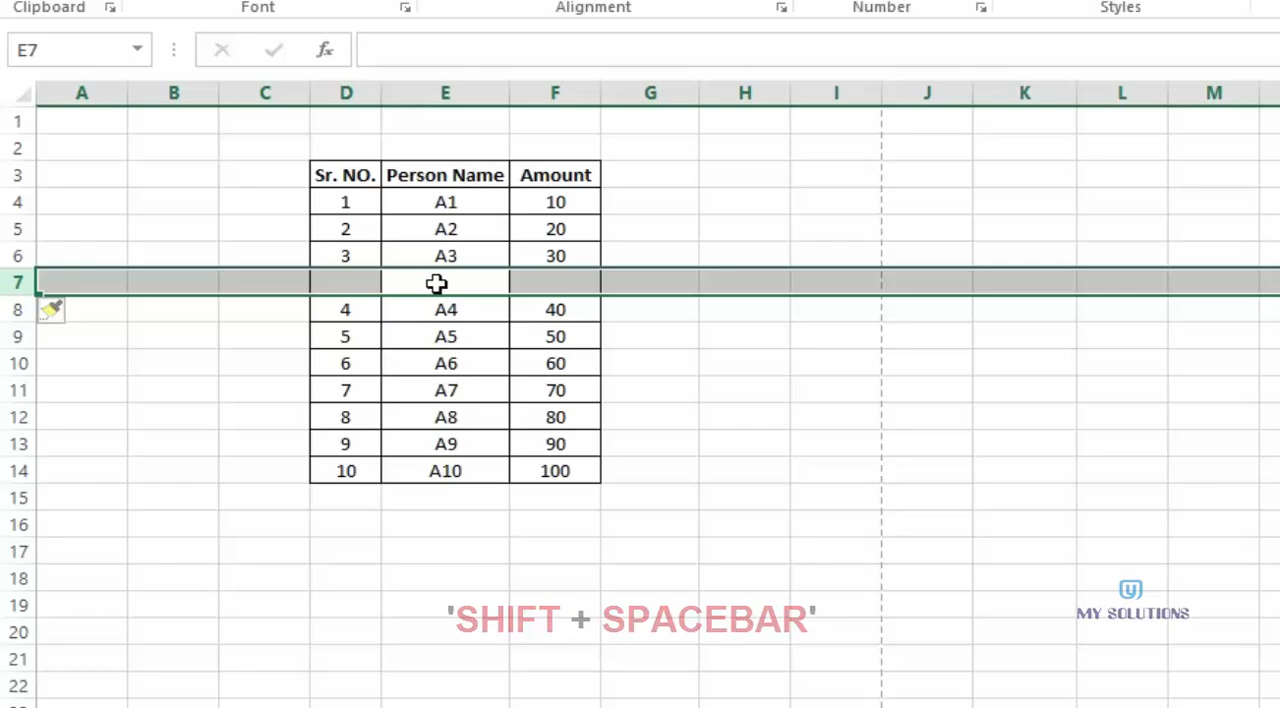 Clipboard Font Alignment Number Styles
E7 fx
A B C D E F G H I J K L M
1
2
3 Sr. NO. Person Name Amount
4 1 A1 10
5 2 A2 20
6 3 A3 30
7
8 4 A4 40
9 5 A5 50
10 6 A6 60
11 7 A7 70
12 8 A8 80
13 9 A9 90
14 10 A10 100
15
16
17
18
19 'SHIFT + SPACEBAR' MY SOLUTIONS
20
21
22